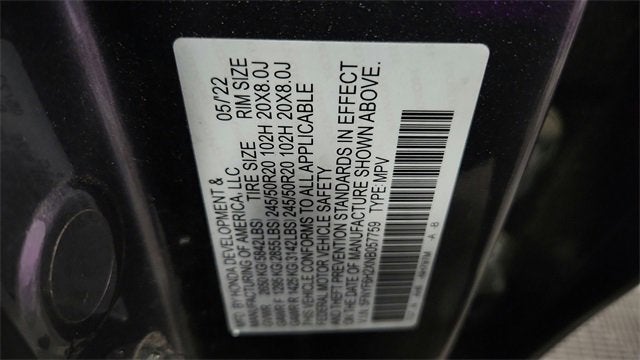 MFD BY HONDA DEVELOPMENT & 05/22
MANUFACTURING OF AMERICA, LLC
TIRE SIZE RIM SIZE
GVWR 2650 KG( 5842LBS)
GAWR F 1295 KG( 2855LBS) 245/50R20 102H 20X8.0J
GAWR R 1425 KG( 3142LBS) 245/50R20 102H 20X8.0J
THIS VEHICLE CONFORMS TO ALL APPLICABLE
FEDERAL MOTOR VEHICLE SAFETY
AND THEFT PREVENTION STANDARDS IN EFFECT
ON THE DATE OF MANUFACTURE SHOWN ABOVE.
TYPE:MPV
A - B